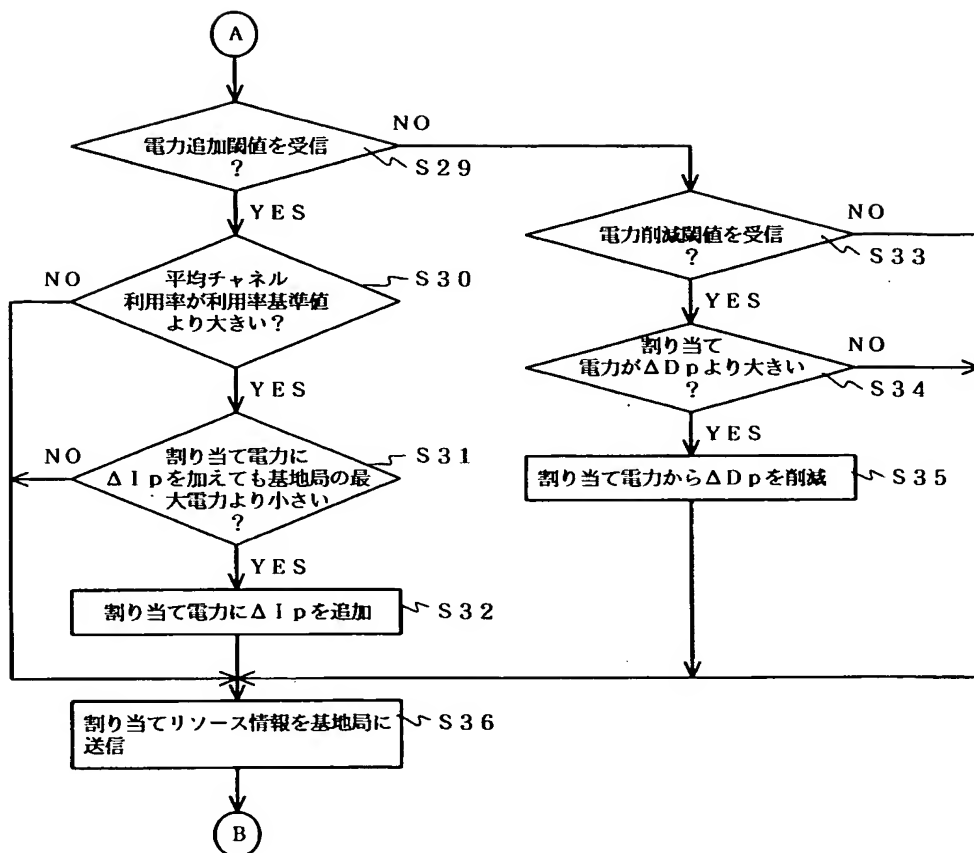 A
電力追加閾値を受信
?
NO
S29
YES
平均チャネル
利用率が利用率基準値
より大きい?
NO
S30
YES
割り当て電力に
ΔIpを加えても基地局の最
大電力より小さい
?
NO
S31
YES
割り当て電力にΔIpを追加
S32
電力削減閾値を受信
?
NO
S33
YES
割り当て
電力がΔDpより大きい
?
NO
S34
YES
割り当て電力からΔDpを削減
S35
割り当てリソース情報を基地局に
送信
S36
B